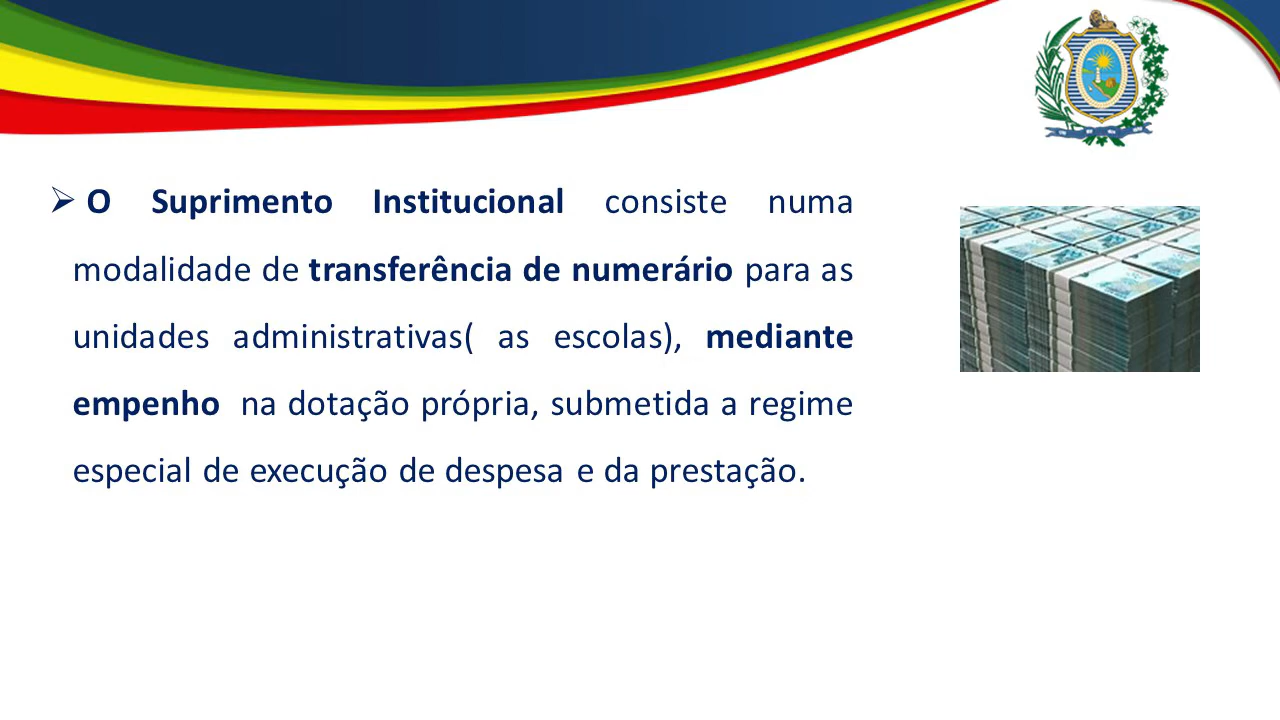 ➢ O Suprimento Institucional consiste numa
modalidade de transferência de numerário para as
unidades administrativas( as escolas), mediante
empenho na dotação própria, submetida a regime
especial de execução de despesa e da prestação.